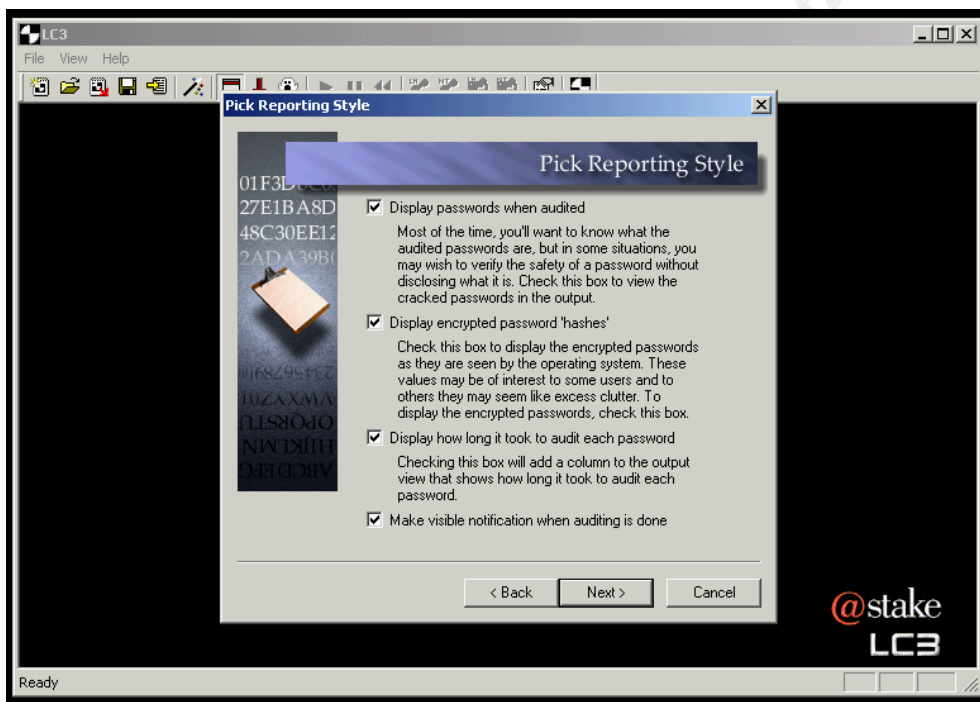 LC3
File View Help
Pick Reporting Style
Pick Reporting Style
27E1BA8D
48C30EE12
2ADA39B(
Display passwords when audited
Most of the time, you'll want to know what the
audited passwords are, but in some situations, you
may wish to verify the safety of a password without
disclosing what it is. Check this box to view the
cracked passwords in the output.
Display encrypted password 'hashes'
Check this box to display the encrypted passwords
as they are seen by the operating system. These
values may be of interest to some users and to
others they may seem like excess clutter. To
display the encrypted passwords, check this box.
Display how long it took to audit each password
Checking this box will add a column to the output
view that shows how long it took to audit each
password.
Make visible notification when auditing is done
< Back Next > Cancel
@stake
LC3
Ready